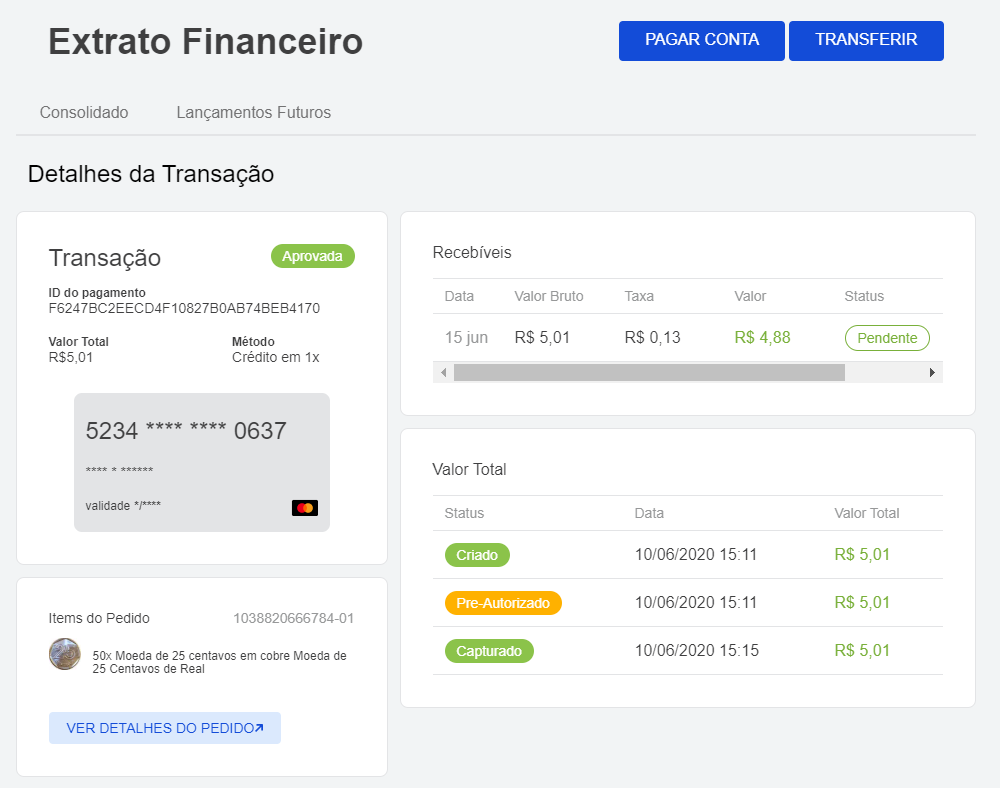 Extrato Financeiro
PAGAR CONTA
TRANSFERIR
Consolidado
Lançamentos Futuros
Detalhes da Transação
Transação
Aprovada
ID do pagamento
F6247BC2EECD4F10827B0AB74BEB4170
Valor Total
Método
R$5,01
Crédito em 1x
5234 **** **** 0637
**** * ******
validade */****
Items do Pedido
1038820666784-01
50x Moeda de 25 centavos em cobre Moeda de
25 Centavos de Real
VER DETALHES DO PEDIDO
Recebíveis
Data Valor Bruto Taxa Valor Status
15 jun R$ 5,01 R$ 0,13 R$ 4,88 Pendente
Valor Total
Status Data Valor Total
Criado 10/06/2020 15:11 R$ 5,01
Pre-Autorizado 10/06/2020 15:11 R$ 5,01
Capturado 10/06/2020 15:15 R$ 5,01